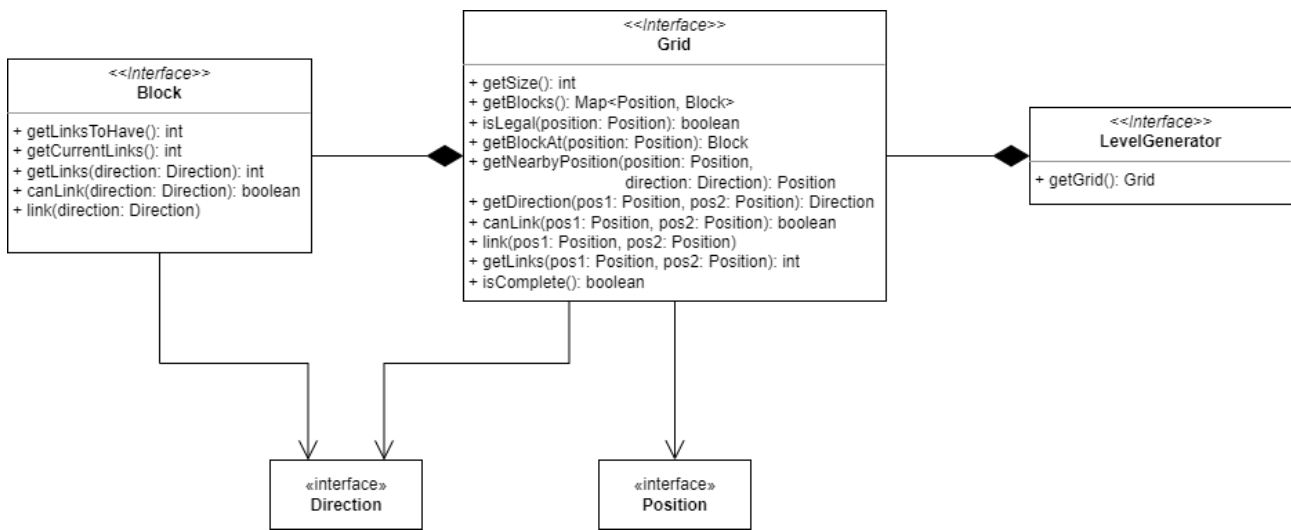 <<Interface>>
Block
+ getLinksToHave(): int
+ getCurrentLinks(): int
+ getLinks(direction: Direction): int
+ canLink(direction: Direction): boolean
+ link(direction: Direction)
<<Interface>>
Grid
+ getSize(): int
+ getBlocks(): Map<Position, Block>
+ isLegal(position: Position): boolean
+ getBlockAt(position: Position): Block
+ getNearbyPosition(position: Position,
direction: Direction): Position
+ getDirection(pos1: Position, pos2: Position): Direction
+ canLink(pos1: Position, pos2: Position): boolean
+ link(pos1: Position, pos2: Position)
+ getLinks(pos1: Position, pos2: Position): int
+ isComplete(): boolean
<<Interface>>
LevelGenerator
+ getGrid(): Grid
«interface»
Direction
«interface»
Position